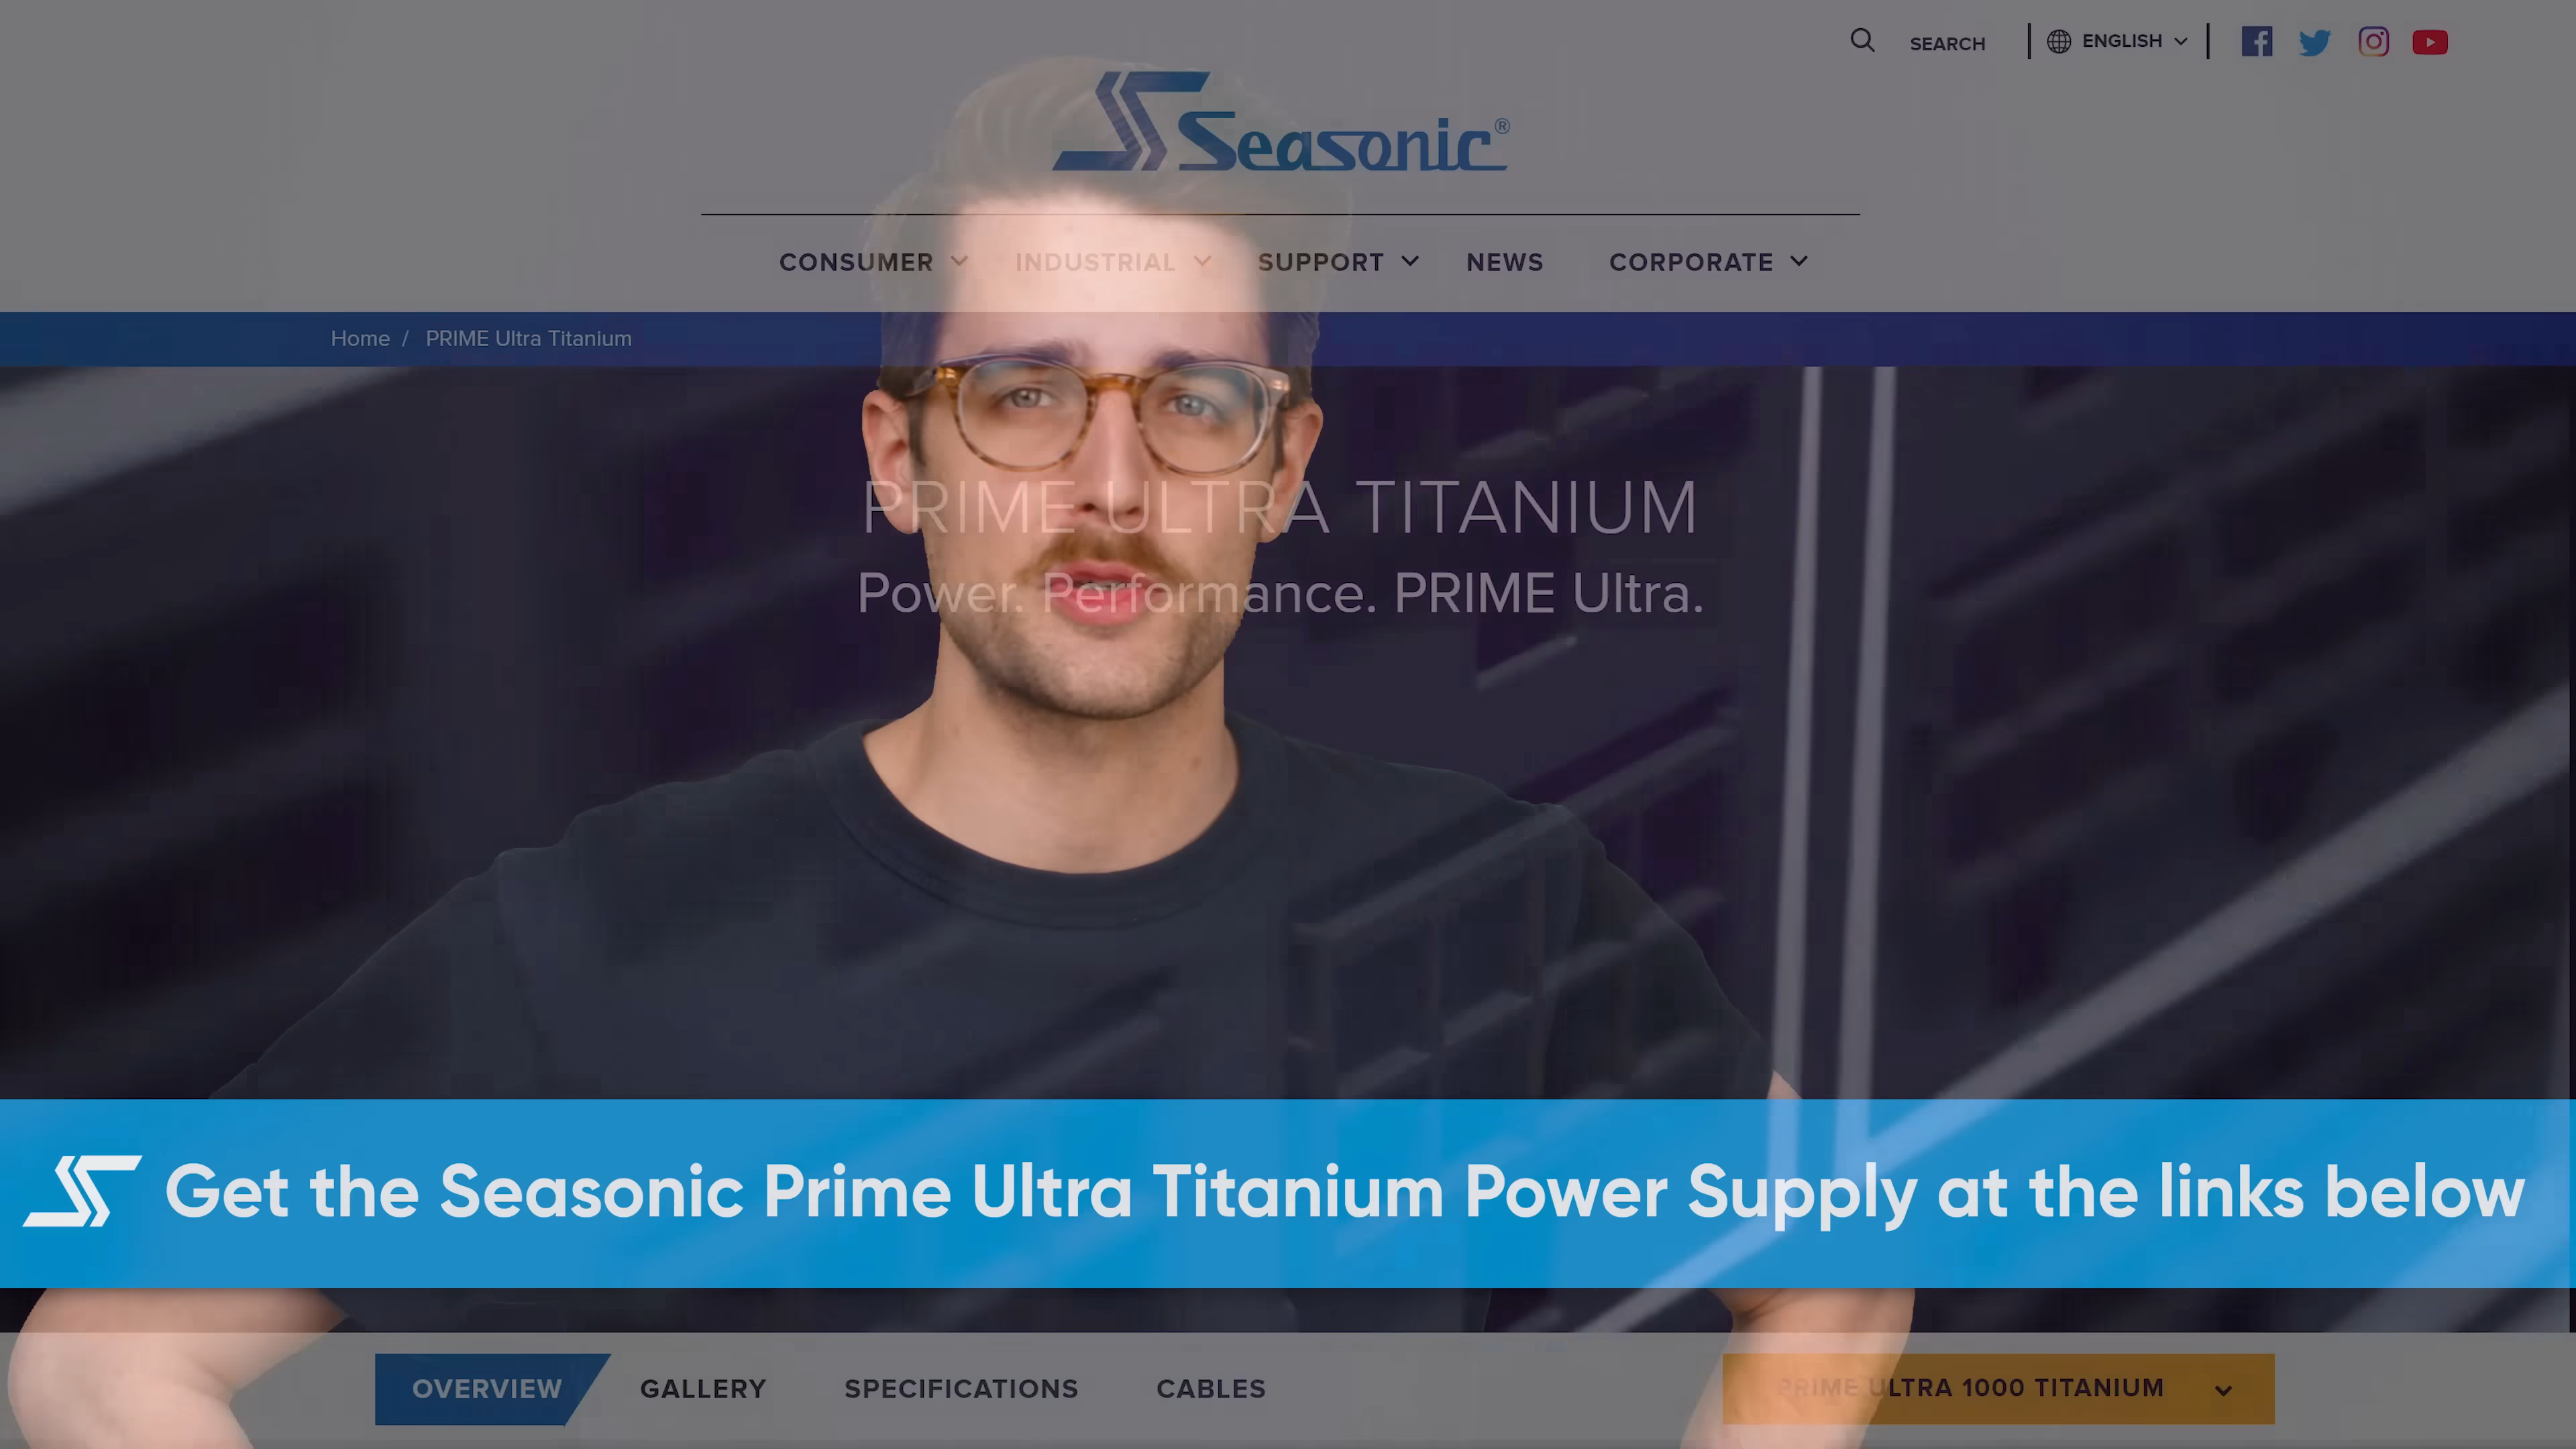 SEARCH
ENGLISH
Seasonic®
CONSUMER INDUSTRIAL SUPPORT NEWS CORPORATE
Home / PRIME Ultra Titanium
PRIME ULTRA TITANIUM
Power. Performance. PRIME Ultra.
Get the Seasonic Prime Ultra Titanium Power Supply at the links below
OVERVIEW GALLERY SPECIFICATIONS CABLES
PRIME ULTRA 1000 TITANIUM